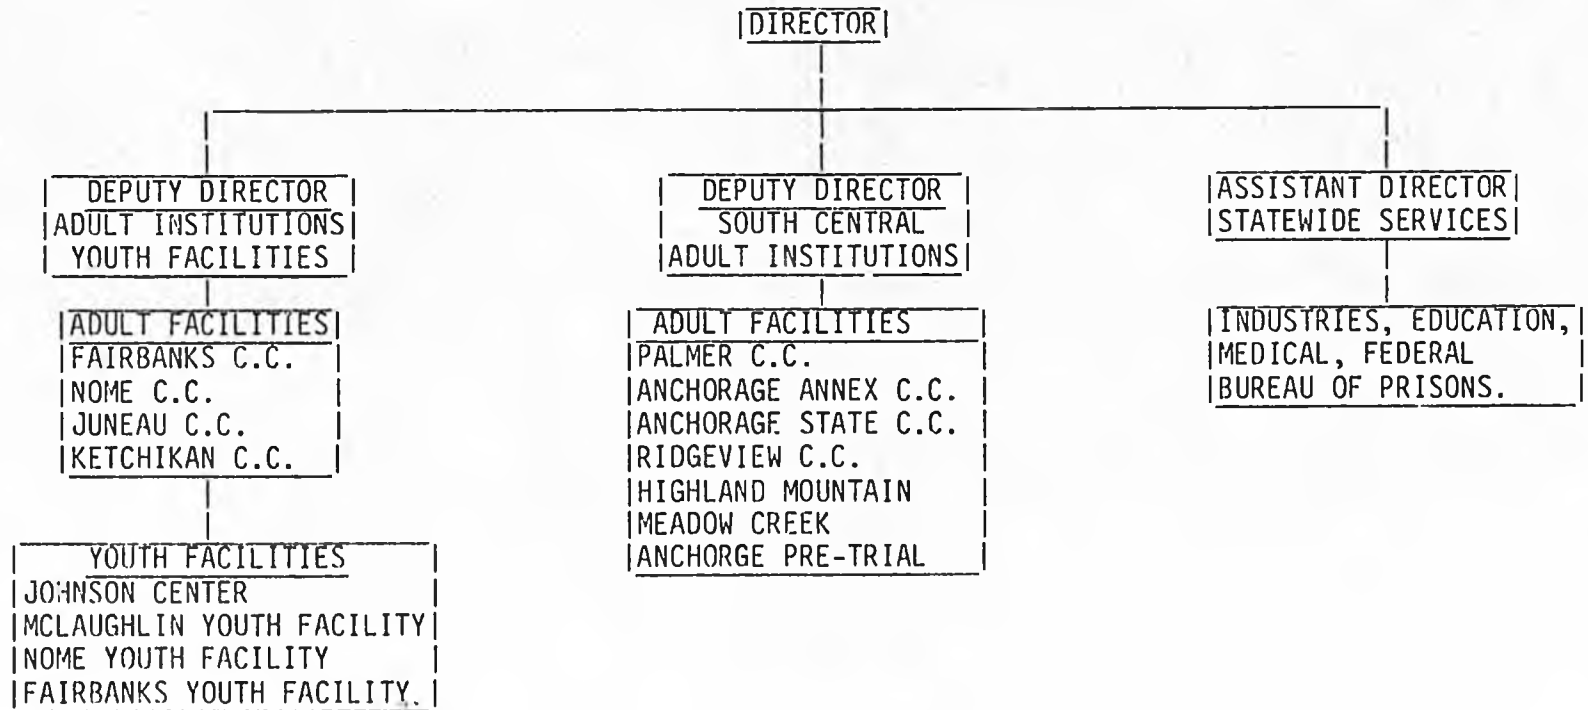 DIRECTOR
DEPUTY DIRECTOR
ADULT INSTITUTIONS
YOUTH FACILITIES
ADULT FACILITIES
FAIRBANKS C.C.
NOME C.C.
JUNEAU C.C.
KETCHIKAN C.C.
YOUTH FACILITIES
JOHNSON CENTER
MCLAUGHLIN YOUTH FACILITY
NOME YOUTH FACILITY
FAIRBANKS YOUTH FACILITY.
DEPUTY DIRECTOR
SOUTH CENTRAL
ADULT INSTITUTIONS
ADULT FACILITIES
PALMER C.C.
ANCHORAGE ANNEX C.C.
ANCHORAGE STATE C.C.
RIDGEVIEW C.C.
HIGHLAND MOUNTAIN
MEADOW CREEK
ANCHORGE PRE-TRIAL
ASSISTANT DIRECTOR
STATEWIDE SERVICES
INDUSTRIES, EDUCATION,
MEDICAL, FEDERAL
BUREAU OF PRISONS.